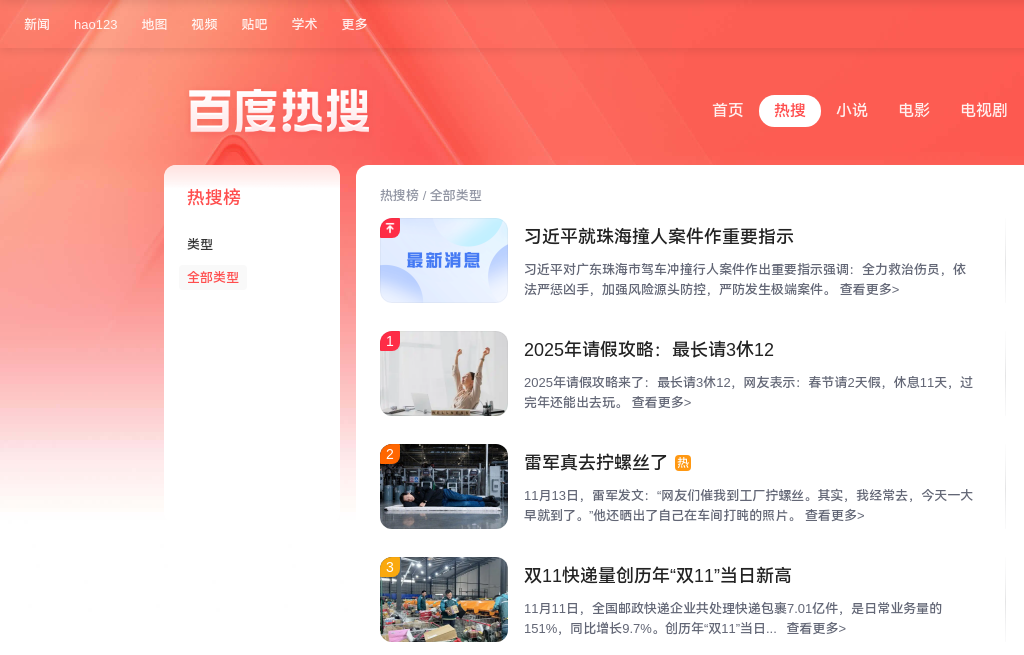 新闻 hao123 地图 视频 贴吧 学术 更多
百度热搜
首页 热搜 小说 电影 电视剧
热搜榜
类型
全部类型
热搜榜 / 全部类型
最新消息
习近平就珠海撞人案件作重要指示
习近平对广东珠海市驾车冲撞行人案件作出重要指示强调：全力救治伤员，依
法严惩凶手，加强风险源头防控，严防发生极端案件。 查看更多>
1
2025年请假攻略：最长请3休12
2025年请假攻略来了：最长请3休12，网友表示：春节请2天假，休息11天，过
完年还能出去玩。 查看更多>
2
雷军真去拧螺丝了 热
11月13日，雷军发文：“网友们催我到工厂拧螺丝。其实，我经常去，今天一大
早就到了。”他还晒出了自己在车间打盹的照片。 查看更多>
3
双11快递量创历年“双11”当日新高
11月11日，全国邮政快递企业共处理快递包裹7.01亿件，是日常业务量的
151%，同比增长9.7%。创历年“双11”当日... 查看更多>